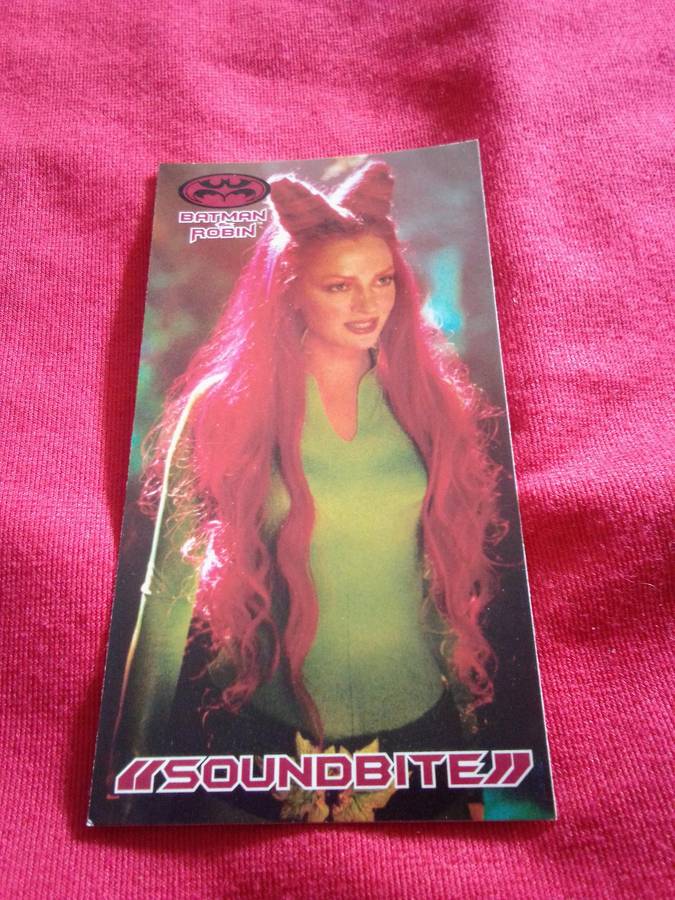 BATMAN
&
ROBIN
«SOUNDBITE»